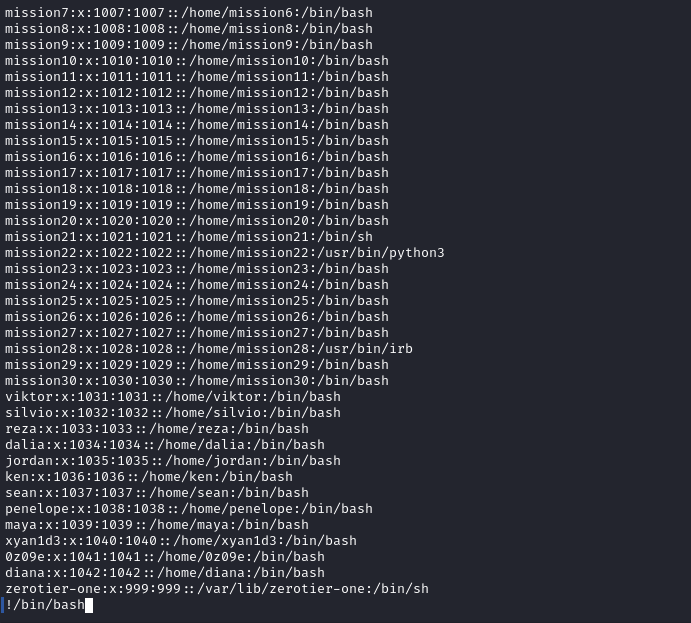 mission7:x:1007:1007::/home/mission6:/bin/bash
mission8:x:1008:1008::/home/mission8:/bin/bash
mission9:x:1009:1009::/home/mission9:/bin/bash
mission10:x:1010:1010::/home/mission10:/bin/bash
mission11:x:1011:1011::/home/mission11:/bin/bash
mission12:x:1012:1012::/home/mission12:/bin/bash
mission13:x:1013:1013::/home/mission13:/bin/bash
mission14:x:1014:1014::/home/mission14:/bin/bash
mission15:x:1015:1015::/home/mission15:/bin/bash
mission16:x:1016:1016::/home/mission16:/bin/bash
mission17:x:1017:1017::/home/mission17:/bin/bash
mission18:x:1018:1018::/home/mission18:/bin/bash
mission19:x:1019:1019::/home/mission19:/bin/bash
mission20:x:1020:1020::/home/mission20:/bin/bash
mission21:x:1021:1021::/home/mission21:/bin/sh
mission22:x:1022:1022::/home/mission22:/usr/bin/python3
mission23:x:1023:1023::/home/mission23:/bin/bash
mission24:x:1024:1024::/home/mission24:/bin/bash
mission25:x:1025:1025::/home/mission25:/bin/bash
mission26:x:1026:1026::/home/mission26:/bin/bash
mission27:x:1027:1027::/home/mission27:/bin/bash
mission28:x:1028:1028::/home/mission28:/usr/bin/irb
mission29:x:1029:1029::/home/mission29:/bin/bash
mission30:x:1030:1030::/home/mission30:/bin/bash
viktor:x:1031:1031::/home/viktor:/bin/bash
silvio:x:1032:1032::/home/silvio:/bin/bash
reza:x:1033:1033::/home/reza:/bin/bash
dalia:x:1034:1034::/home/dalia:/bin/bash
jordan:x:1035:1035::/home/jordan:/bin/bash
ken:x:1036:1036::/home/ken:/bin/bash
sean:x:1037:1037::/home/sean:/bin/bash
penelope:x:1038:1038::/home/penelope:/bin/bash
maya:x:1039:1039::/home/maya:/bin/bash
xyan1d3:x:1040:1040::/home/xyan1d3:/bin/bash
0z09e:x:1041:1041::/home/0z09e:/bin/bash
diana:x:1042:1042::/home/diana:/bin/bash
zerotier-one:x:999:999::/var/lib/zerotier-one:/bin/sh
!/bin/bash